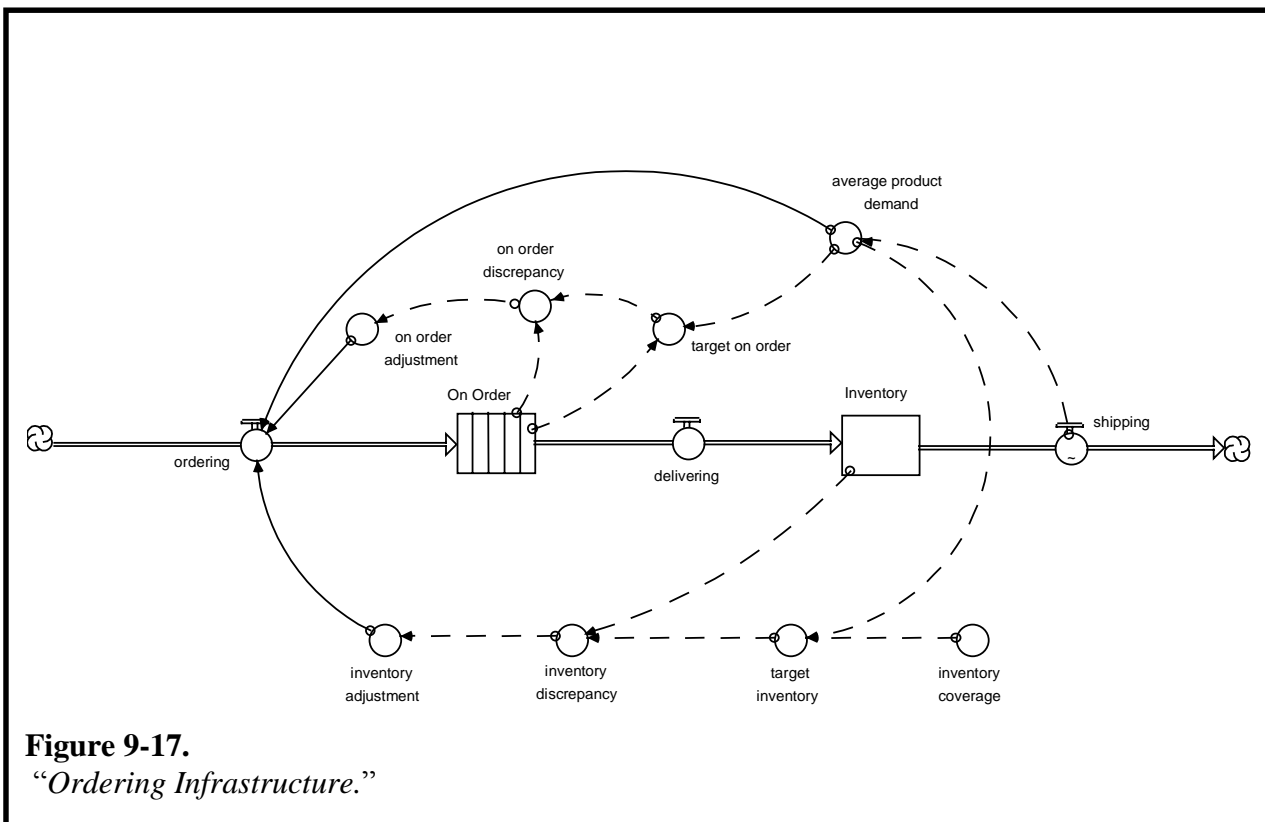 average product
demand
on order
discrepancy
on order
adjustment
target on order
On Order
Inventory
shipping
ordering
delivering
~
inventory
adjustment
inventory
discrepancy
target
inventory
inventory
coverage
Figure 9-17.
“Ordering Infrastructure.”